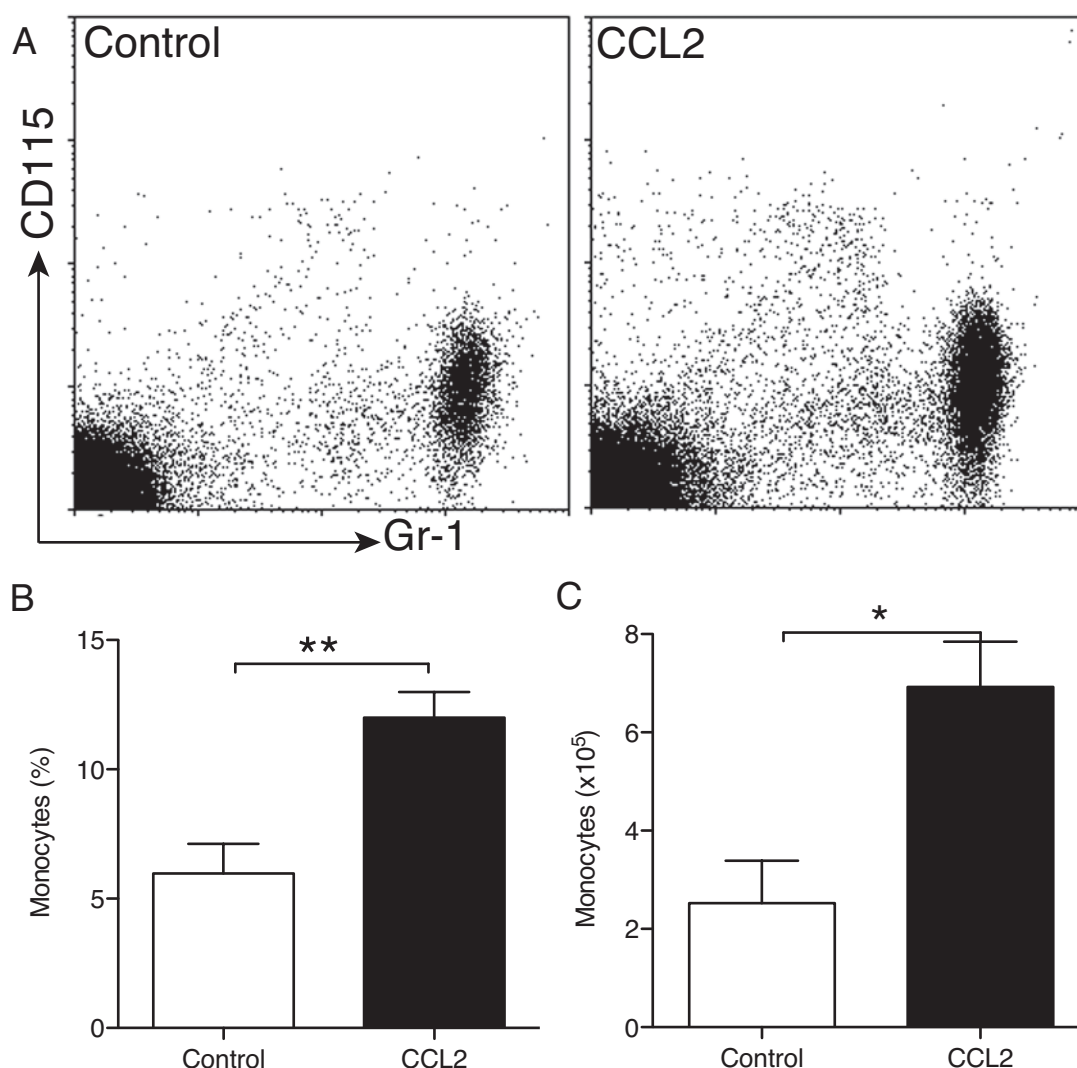 A
Control
CCL2
CD115
Gr-1
B
15
10
5
0
Monocytes (%)
**
Control
CCL2
C
8
6
4
2
0
Monocytes (x10⁵)
*
Control
CCL2